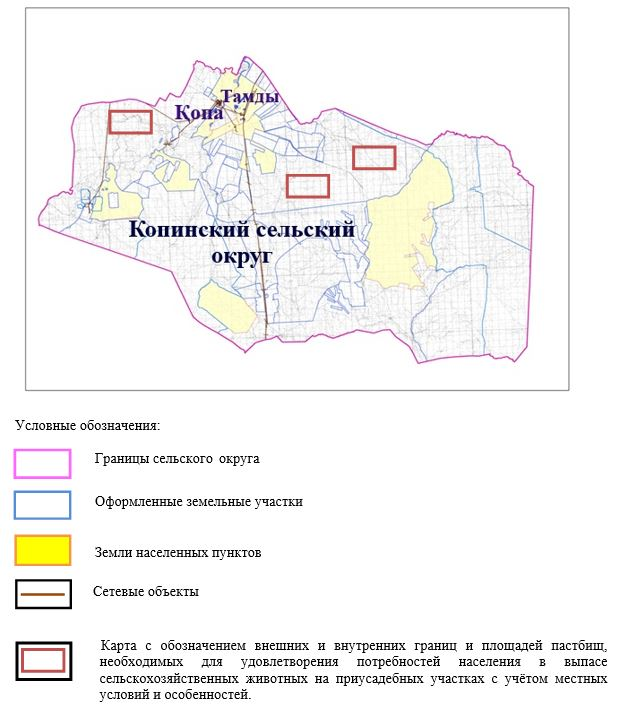 Тамды
Қопа
Копинский сельский
округ
Условные обозначения:
Границы сельского округа
Оформленные земельные участки
Земли населенных пунктов
Сетевые объекты
Карта с обозначением внешних и внутренних границ и площадей пастбищ,
необходимых для удовлетворения потребностей населения в выпасе
сельскохозяйственных животных на приусадебных участках с учётом местных
условий и особенностей.